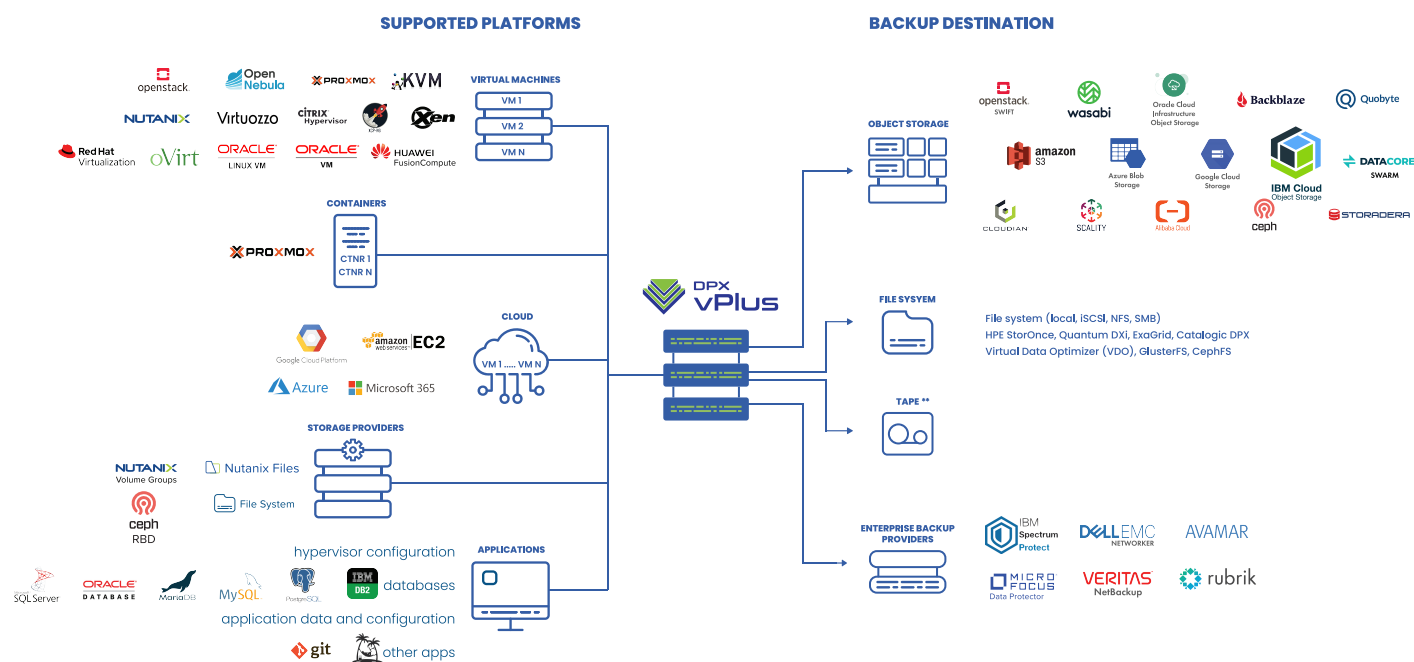 SUPPORTED PLATFORMS
BACKUP DESTINATION
VIRTUAL MACHINES
openstack.
Open
Nebula
PROXMOX
KVM
NUTANIX
Virtuozzo
CITRIX
Hypervisor
Xen
Red Hat
Virtualization
oVirt
ORACLE
LINUX VM
ORACLE
VM
HUAWEI
FusionCompute
VM 1
VM 2
VM N
CONTAINERS
PROXMOX
CTNR 1
CTNR N
CLOUD
Google Cloud Platform
amazon
web services
EC2
Azure
Microsoft 365
VM 1 ..... VM N
STORAGE PROVIDERS
NUTANIX
Volume Groups
Nutanix Files
ceph
RBD
File System
APPLICATIONS
hypervisor configuration
SQL Server
ORACLE
DATABASE
MariaDB
MySQL
PostgreSQL
IBM
DB2
databases
application data and configuration
git
other apps
DPX
vPlus
OBJECT STORAGE
openstack.
SWIFT
wasabi
Oracle Cloud
Infrastructure
Object Storage
Backblaze
Quobyte
amazon
S3
Azure Blob
Storage
Google Cloud
Storage
IBM Cloud
Object Storage
DATACORE
SWARM
CLOUDIAN
SCALITY
Alibaba Cloud
ceph
STORADERA
FILE SYSYEM
File system (local, iSCSI, NFS, SMB)
HPE StorOnce, Quantum DXi, ExaGrid, Catalogic DPX
Virtual Data Optimizer (VDO), GlusterFS, CephFS
TAPE **
ENTERPRISE BACKUP
PROVIDERS
IBM
Spectrum
Protect
DELLEMC
NETWORKER
AVAMAR
MICRO
FOCUS
Data Protector
VERITAS
NetBackup
rubrik